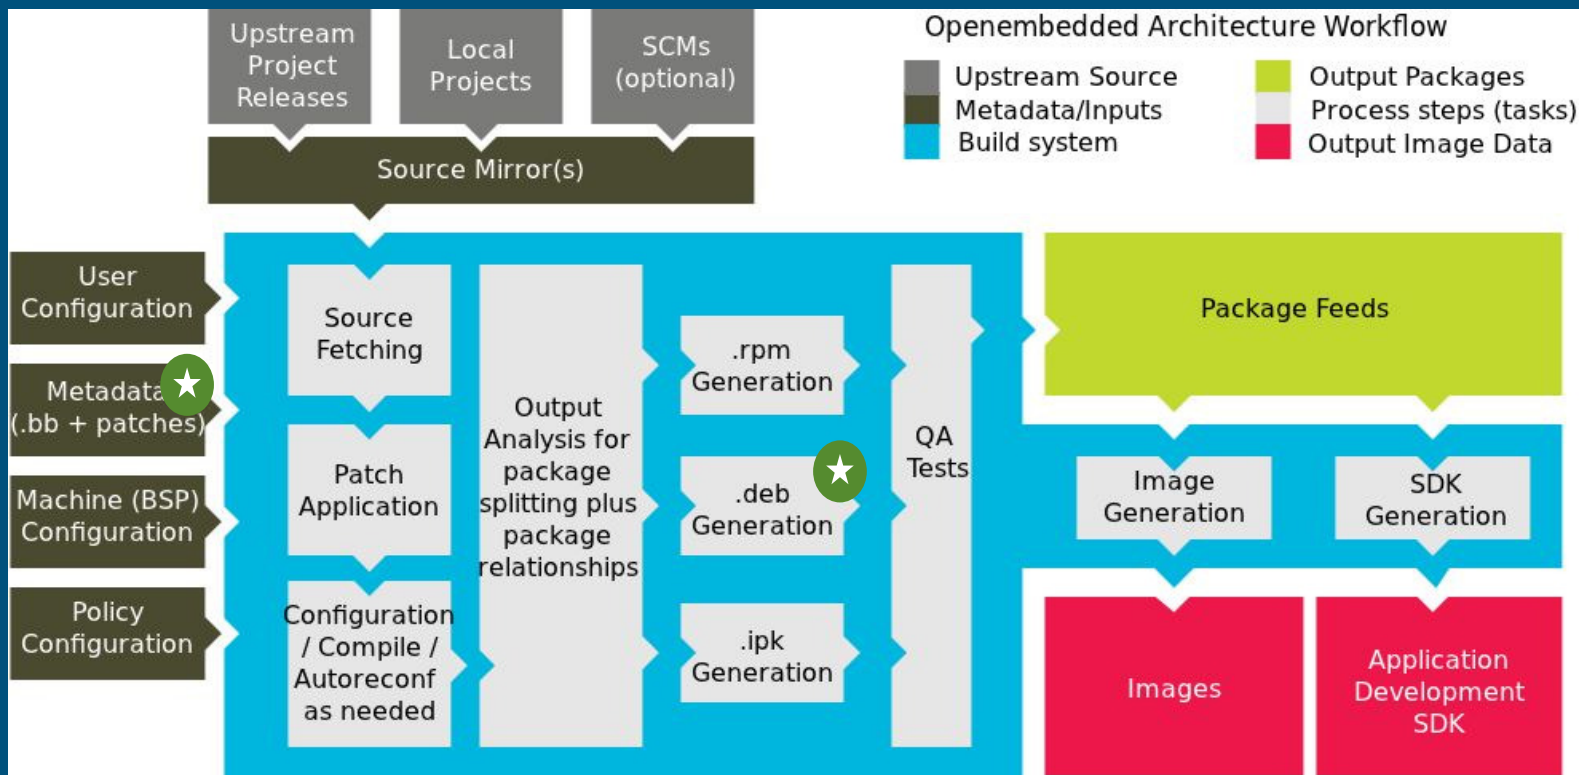 Openembedded Architecture Workflow
Upstream Source
Metadata/Inputs
Build system
Output Packages
Process steps (tasks)
Output Image Data
Upstream
Project
Releases
Local
Projects
SCMs
(optional)
Source Mirror(s)
User
Configuration
Metadata
(.bb + patches)
Machine (BSP)
Configuration
Policy
Configuration
Source
Fetching
Patch
Application
Configuration
/ Compile /
Autoreconf
as needed
Output
Analysis for
package
splitting plus
package
relationships
.rpm
Generation
.deb
Generation
.ipk
Generation
QA
Tests
Package Feeds
Image
Generation
SDK
Generation
Images
Application
Development
SDK